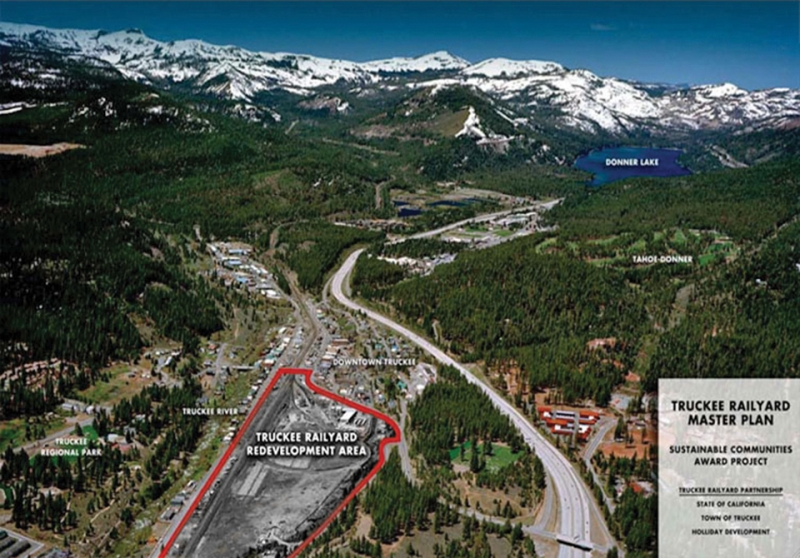 DONNER LAKE
TAHOE-DONNER
DOWNTOWN TRUCKEE
TRUCKEE RIVER
TRUCKEE
REGIONAL PARK
TRUCKEE RAILYARD
REDEVELOPMENT AREA
TRUCKEE RAILYARD
MASTER PLAN
SUSTAINABLE COMMUNITIES
AWARD PROJECT
TRUCKEE RAILYARD PARTNERSHIP
STATE OF CALIFORNIA
TOWN OF TRUCKEE
HOLLIDAY DEVELOPMENT